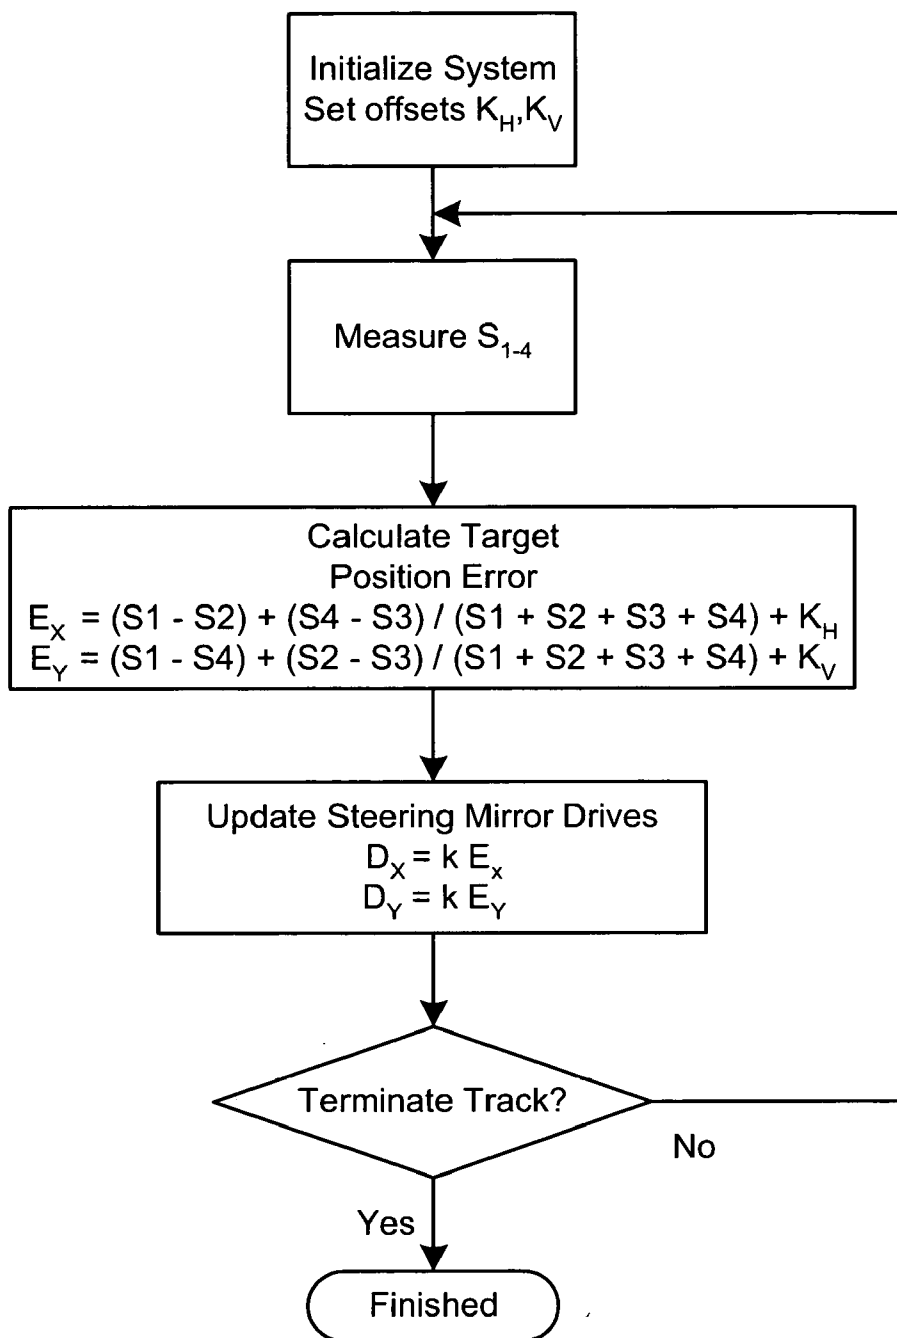 Initialize System
Set offsets K_H,K_V
Measure S_1-4
Calculate Target
Position Error
E_X = (S1 - S2) + (S4 - S3) / (S1 + S2 + S3 + S4) + K_H
E_Y = (S1 - S4) + (S2 - S3) / (S1 + S2 + S3 + S4) + K_V
Update Steering Mirror Drives
D_X = k E_x
D_Y = k E_Y
Terminate Track?
No
Yes
Finished